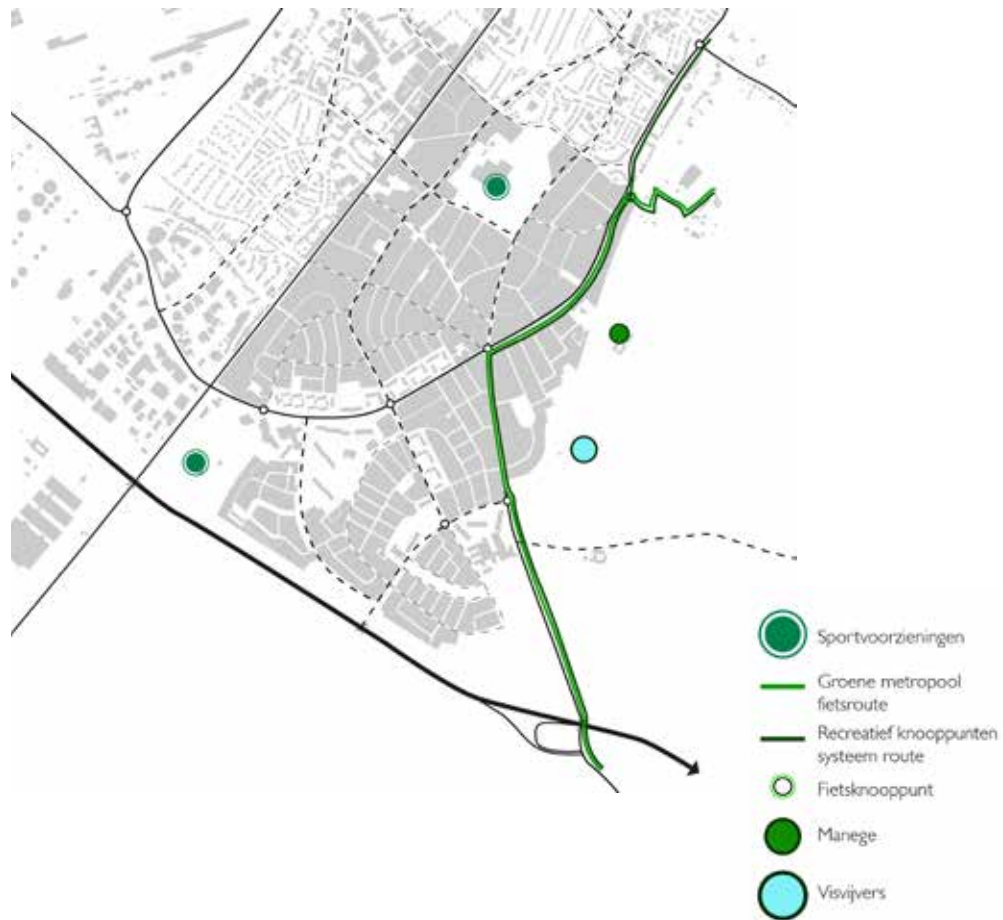 Sportvoorzieningen
Groene metropool
fietsroute
Recreatief knooppunten
systeem route
Fietsknooppunt
Manege
Visvijvers